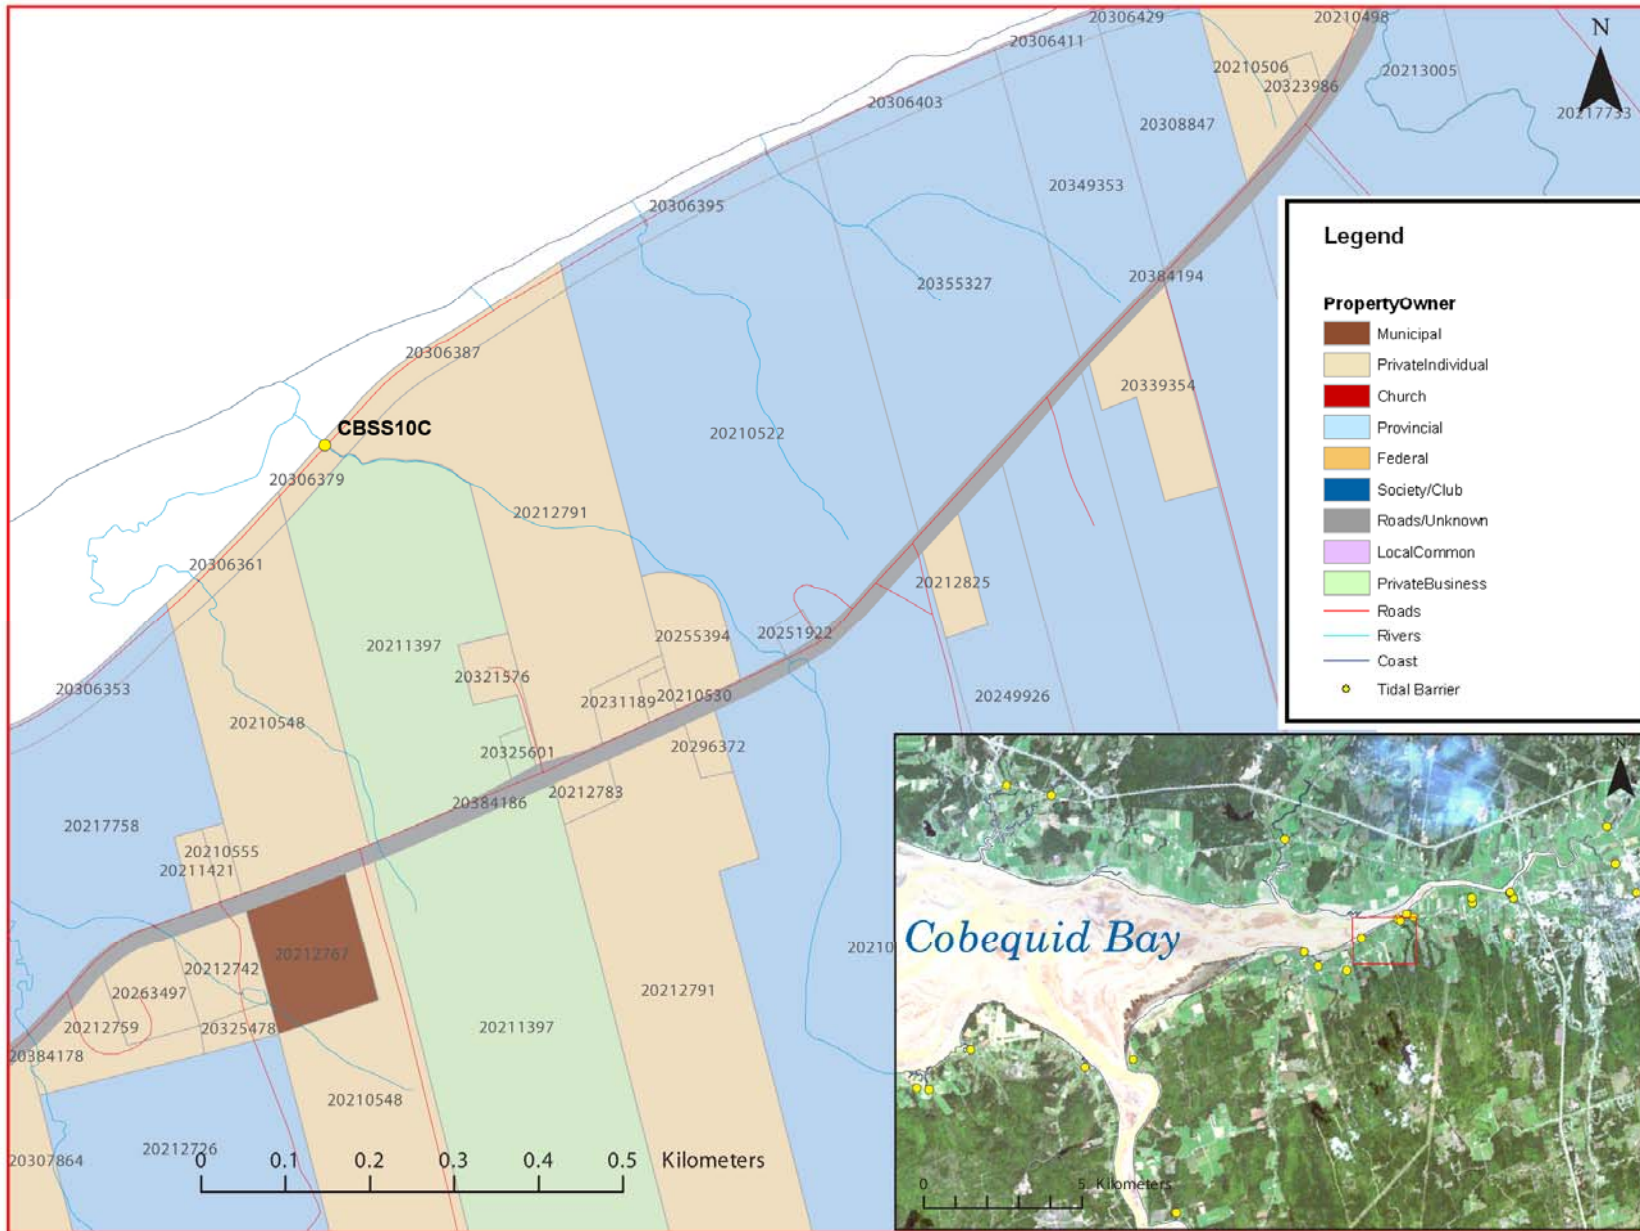 20306429
20210498
N
20306411
20210506
20213005
20323986
20306403
20217733
20308847
20349353
20306395
Legend
20384194
20355327
PropertyOwner
Municipal
20306387
PrivateIndividual
20339354
Church
CBSS10C
Provincial
20210522
Federal
20306379
Society/Club
20212791
Roads/Unknown
LocalCommon
20306361
20212825
PrivateBusiness
Roads
20251922
20255394
Rivers
20211397
Coast
20321576
20306353
Tidal Barrier
20210530
20249926
20231189
20210548
20296372
20325601
N
20212783
20384186
20217758
20210555
20211421
Cobequid Bay
20210
20212767
20212742
20263497
20212791
20212759
20325478
20211397
20384178
20210548
20212726
20307864
0 0.1 0.2 0.3 0.4 0.5 Kilometers
0 5 Kilometers